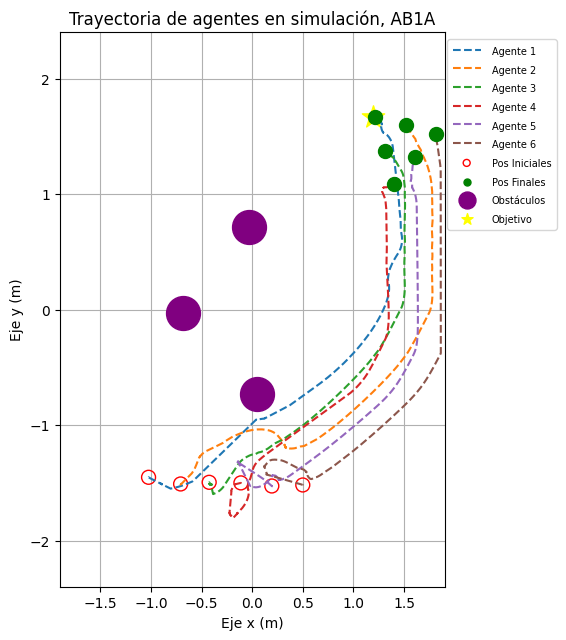 Trayectoria de agentes en simulación, AB1A
Agente 1
Agente 2
Agente 3
Agente 4
Agente 5
Agente 6
Pos Iniciales
Pos Finales
Obstáculos
Objetivo
Eje y (m)
2
1
0
−1
−2
−1.5
−1.0
−0.5
0.0
0.5
1.0
1.5
Eje x (m)